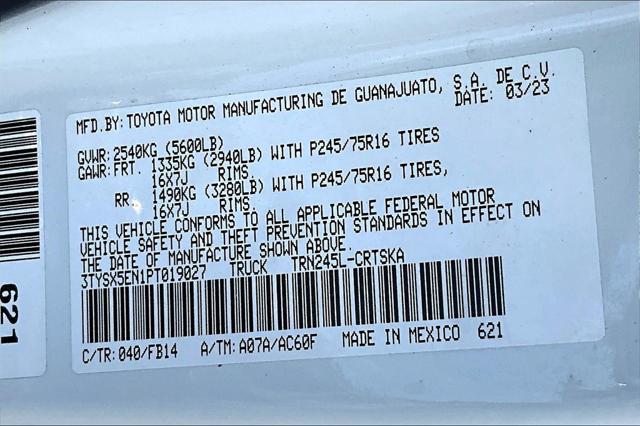 MFD.BY:TOYOTA MOTOR MANUFACTURING DE GUANAJUATO, S.A. DE C.V.
DATE: 03/23
GVWR:2540KG (5600LB)
GAWR:FRT. 1335KG (2940LB) WITH P245/75R16 TIRES
16X7J RIMS.
RR. 1490KG (3280LB) WITH P245/75R16 TIRES,
16X7J RIMS.
THIS VEHICLE CONFORMS TO ALL APPLICABLE FEDERAL MOTOR
VEHICLE SAFETY AND THEFT PREVENTION STANDARDS IN EFFECT ON
THE DATE OF MANUFACTURE SHOWN ABOVE.
3TYSX5EN1PT019027 TRUCK TRN245L-CRTSKA
C/TR:040/FB14 A/TM:A07A/AC60F MADE IN MEXICO 621
621